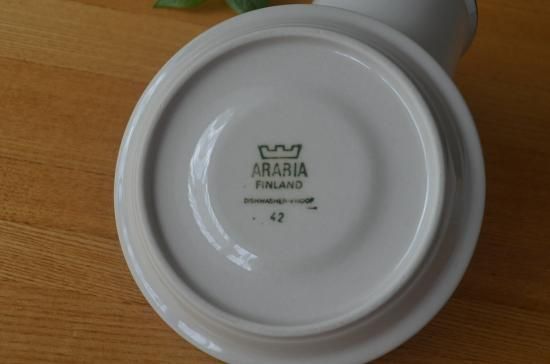 ARABIA
FINLAND
DISHWASHER-PROOF
42